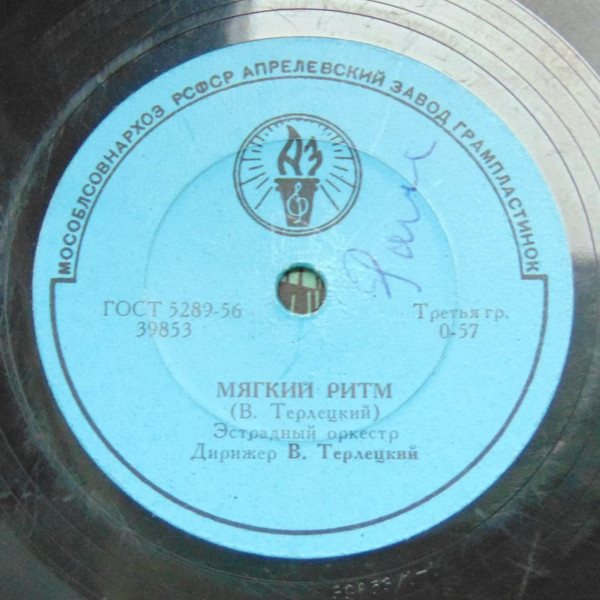 МОСОБЛСОВНАРХОЗ РСФСР АПРЕЛЕВСКИЙ ЗАВОД ГРАМПЛАСТИНОК
АЗ
ГОСТ 5289-56
39853
Третья гр.
0-57
МЯГКИЙ РИТМ
(В. Терлецкий)
Эстрадный оркестр
Дирижер В. Терлецкий